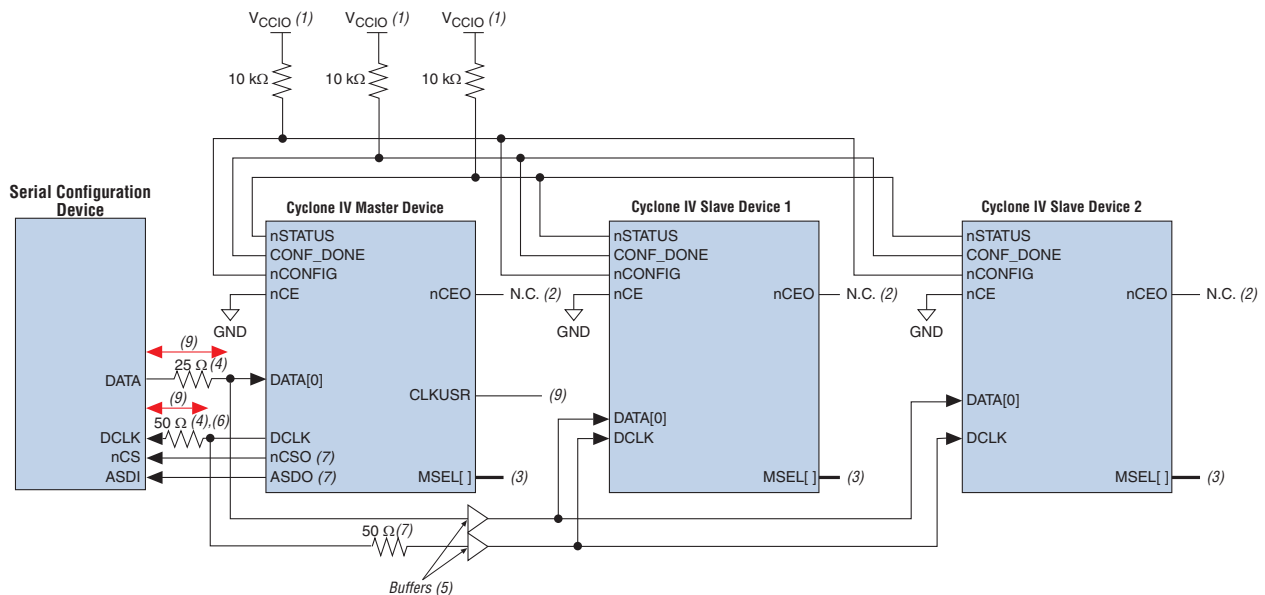 VCCIO (1)
VCCIO (1)
VCCIO (1)
10 kΩ
10 kΩ
10 kΩ
Serial Configuration
Device
DATA
DCLK
nCS
ASDI
(9)
25 Ω (4)
(9)
50 Ω (4),(6)
Cyclone IV Master Device
nSTATUS
CONF_DONE
nCONFIG
nCE
nCEO
N.C. (2)
GND
DATA[0]
CLKUSR
(9)
DCLK
nCSO (7)
ASDO (7)
MSEL[ ]
(3)
Cyclone IV Slave Device 1
nSTATUS
CONF_DONE
nCONFIG
nCE
nCEO
N.C. (2)
GND
DATA[0]
DCLK
MSEL[ ]
(3)
Cyclone IV Slave Device 2
nSTATUS
CONF_DONE
nCONFIG
nCE
nCEO
N.C. (2)
GND
DATA[0]
DCLK
MSEL[ ]
(3)
50 Ω (7)
Buffers (5)